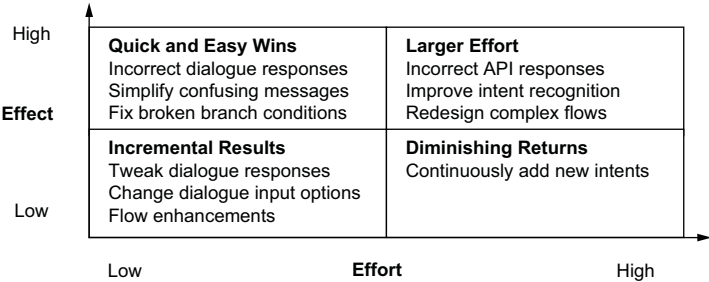 High
Quick and Easy Wins
Incorrect dialogue responses
Simplify confusing messages
Fix broken branch conditions
Larger Effort
Incorrect API responses
Improve intent recognition
Redesign complex flows
Effect
Incremental Results
Tweak dialogue responses
Change dialogue input options
Flow enhancements
Diminishing Returns
Continuously add new intents
Low
Low
Effort
High